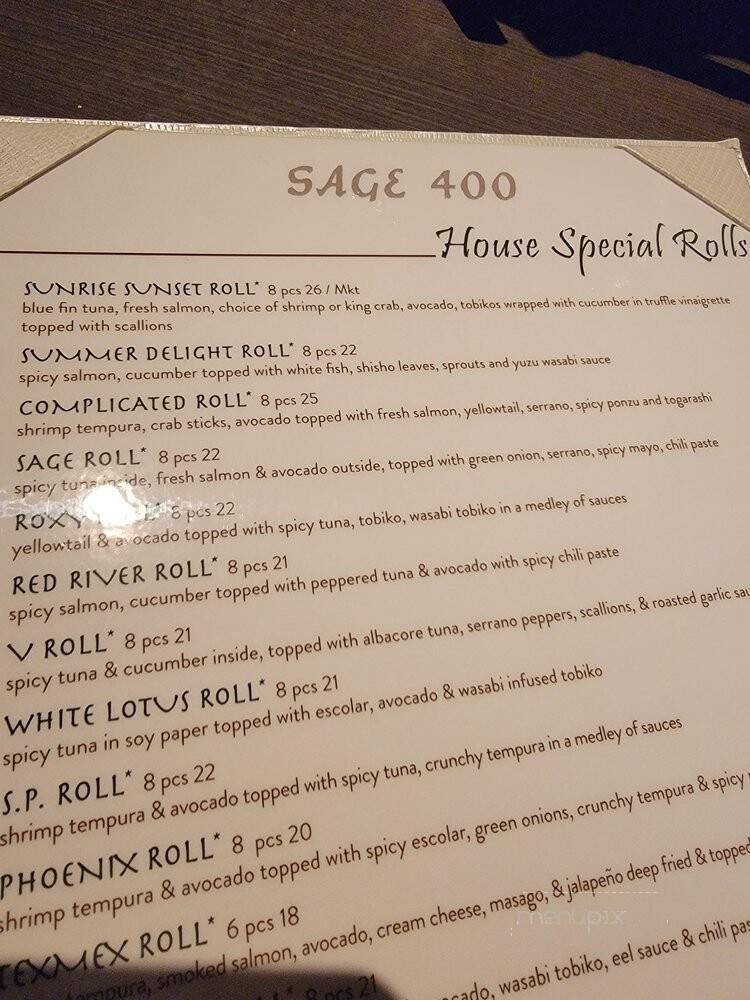 SAGE 400
House Special Rolls
SUNRISE SUNSET ROLL* 8 pcs 26 / Mkt
blue fin tuna, fresh salmon, choice of shrimp or king crab, avocado, tobikos wrapped with cucumber in truffle vinaigrette
topped with scallions
SUMMER DELIGHT ROLL* 8 pcs 22
spicy salmon, cucumber topped with white fish, shisho leaves, sprouts and yuzu wasabi sauce
COMPLICATED ROLL* 8 pcs 25
shrimp tempura, crab sticks, avocado topped with fresh salmon, yellowtail, serrano, spicy ponzu and togarashi
SAGE ROLL* 8 pcs 22
spicy tuna inside, fresh salmon & avocado outside, topped with green onion, serrano, spicy mayo, chili paste
ROXY 8 pcs 22
yellowtail & avocado topped with spicy tuna, tobiko, wasabi tobiko in a medley of sauces
RED RIVER ROLL* 8 pcs 21
spicy salmon, cucumber topped with peppered tuna & avocado with spicy chili paste
V ROLL* 8 pcs 21
spicy tuna & cucumber inside, topped with albacore tuna, serrano peppers, scallions, & roasted garlic
WHITE LOTUS ROLL* 8 pcs 21
spicy tuna in soy paper topped with escolar, avocado & wasabi infused tobiko
S.P. ROLL* 8 pcs 22
shrimp tempura & avocado topped with spicy tuna, crunchy tempura in a medley of sauces
PHOENIX ROLL* 8 pcs 20
shrimp tempura & avocado topped with spicy escolar, green onions, crunchy tempura & spicy
TEXMEX ROLL* 6 pcs 18
tempura, smoked salmon, avocado, cream cheese, masago, & jalapeño deep fried & topped
8 pcs 21
wasabi tobiko, eel sauce & chili
menupix